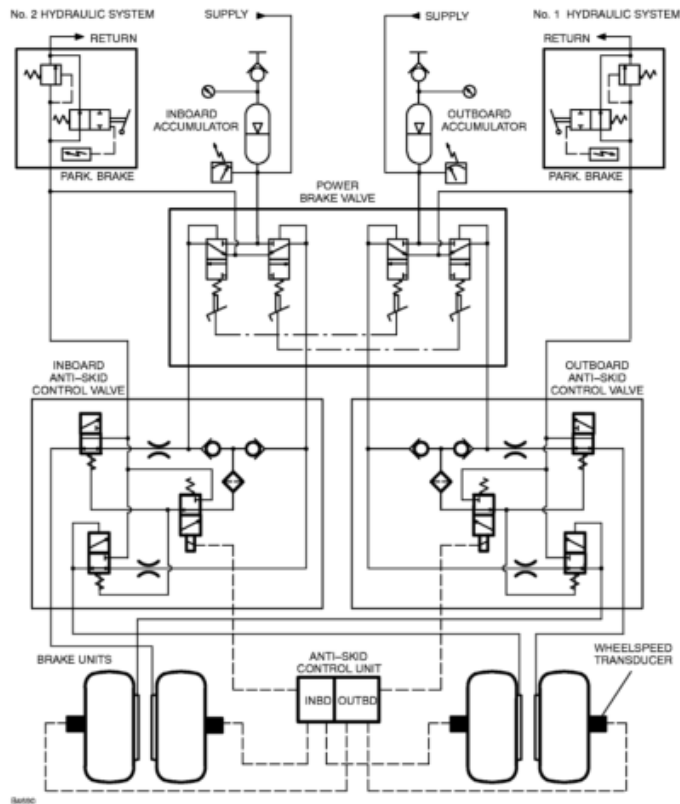 No. 2 HYDRAULIC SYSTEM
SUPPLY
SUPPLY
No. 1 HYDRAULIC SYSTEM
RETURN
RETURN
INBOARD
ACCUMULATOR
OUTBOARD
ACCUMULATOR
PARK. BRAKE
PARK. BRAKE
POWER
BRAKE VALVE
INBOARD
ANTI-SKID
CONTROL VALVE
OUTBOARD
ANTI-SKID
CONTROL VALVE
BRAKE UNITS
ANTI-SKID
CONTROL UNIT
WHEELSPEED
TRANSDUCER
INBD
OUTBD